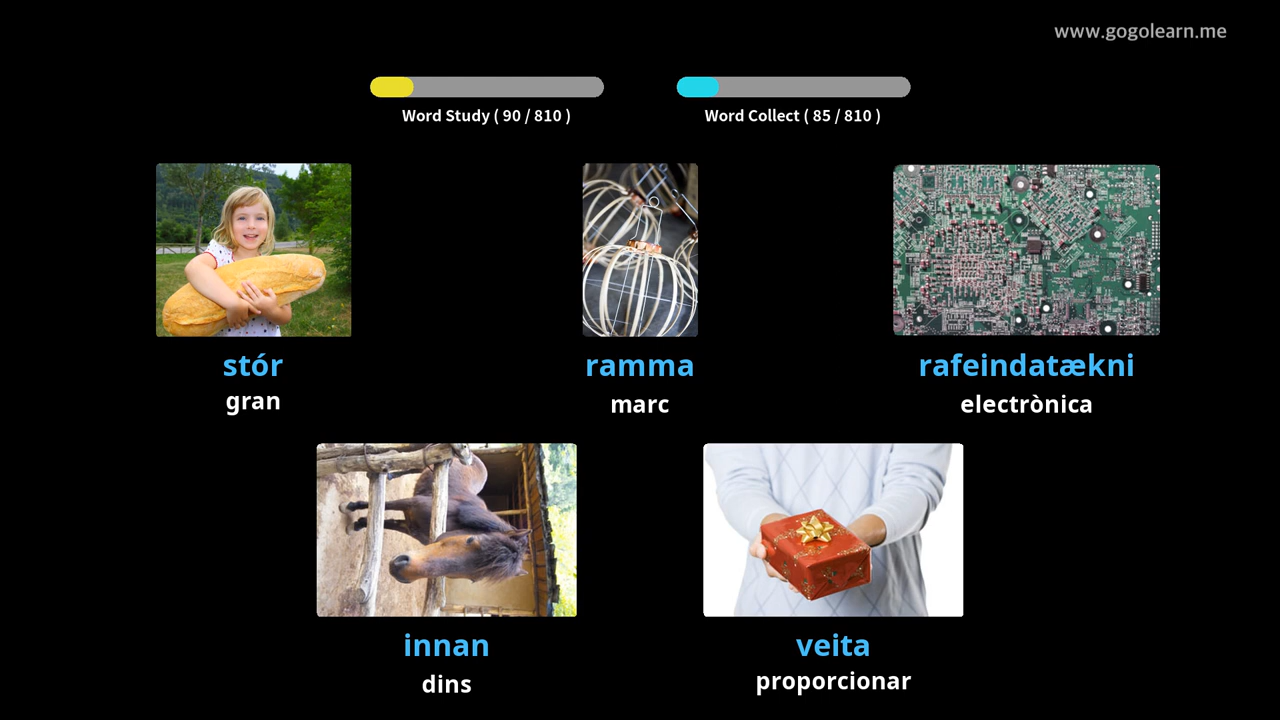 www.gogolearn.me
Word Study ( 90 / 810 )
Word Collect ( 85 / 810 )
stór
gran
ramma
marc
rafeindatækni
electrònica
innan
dins
veita
proporcionar